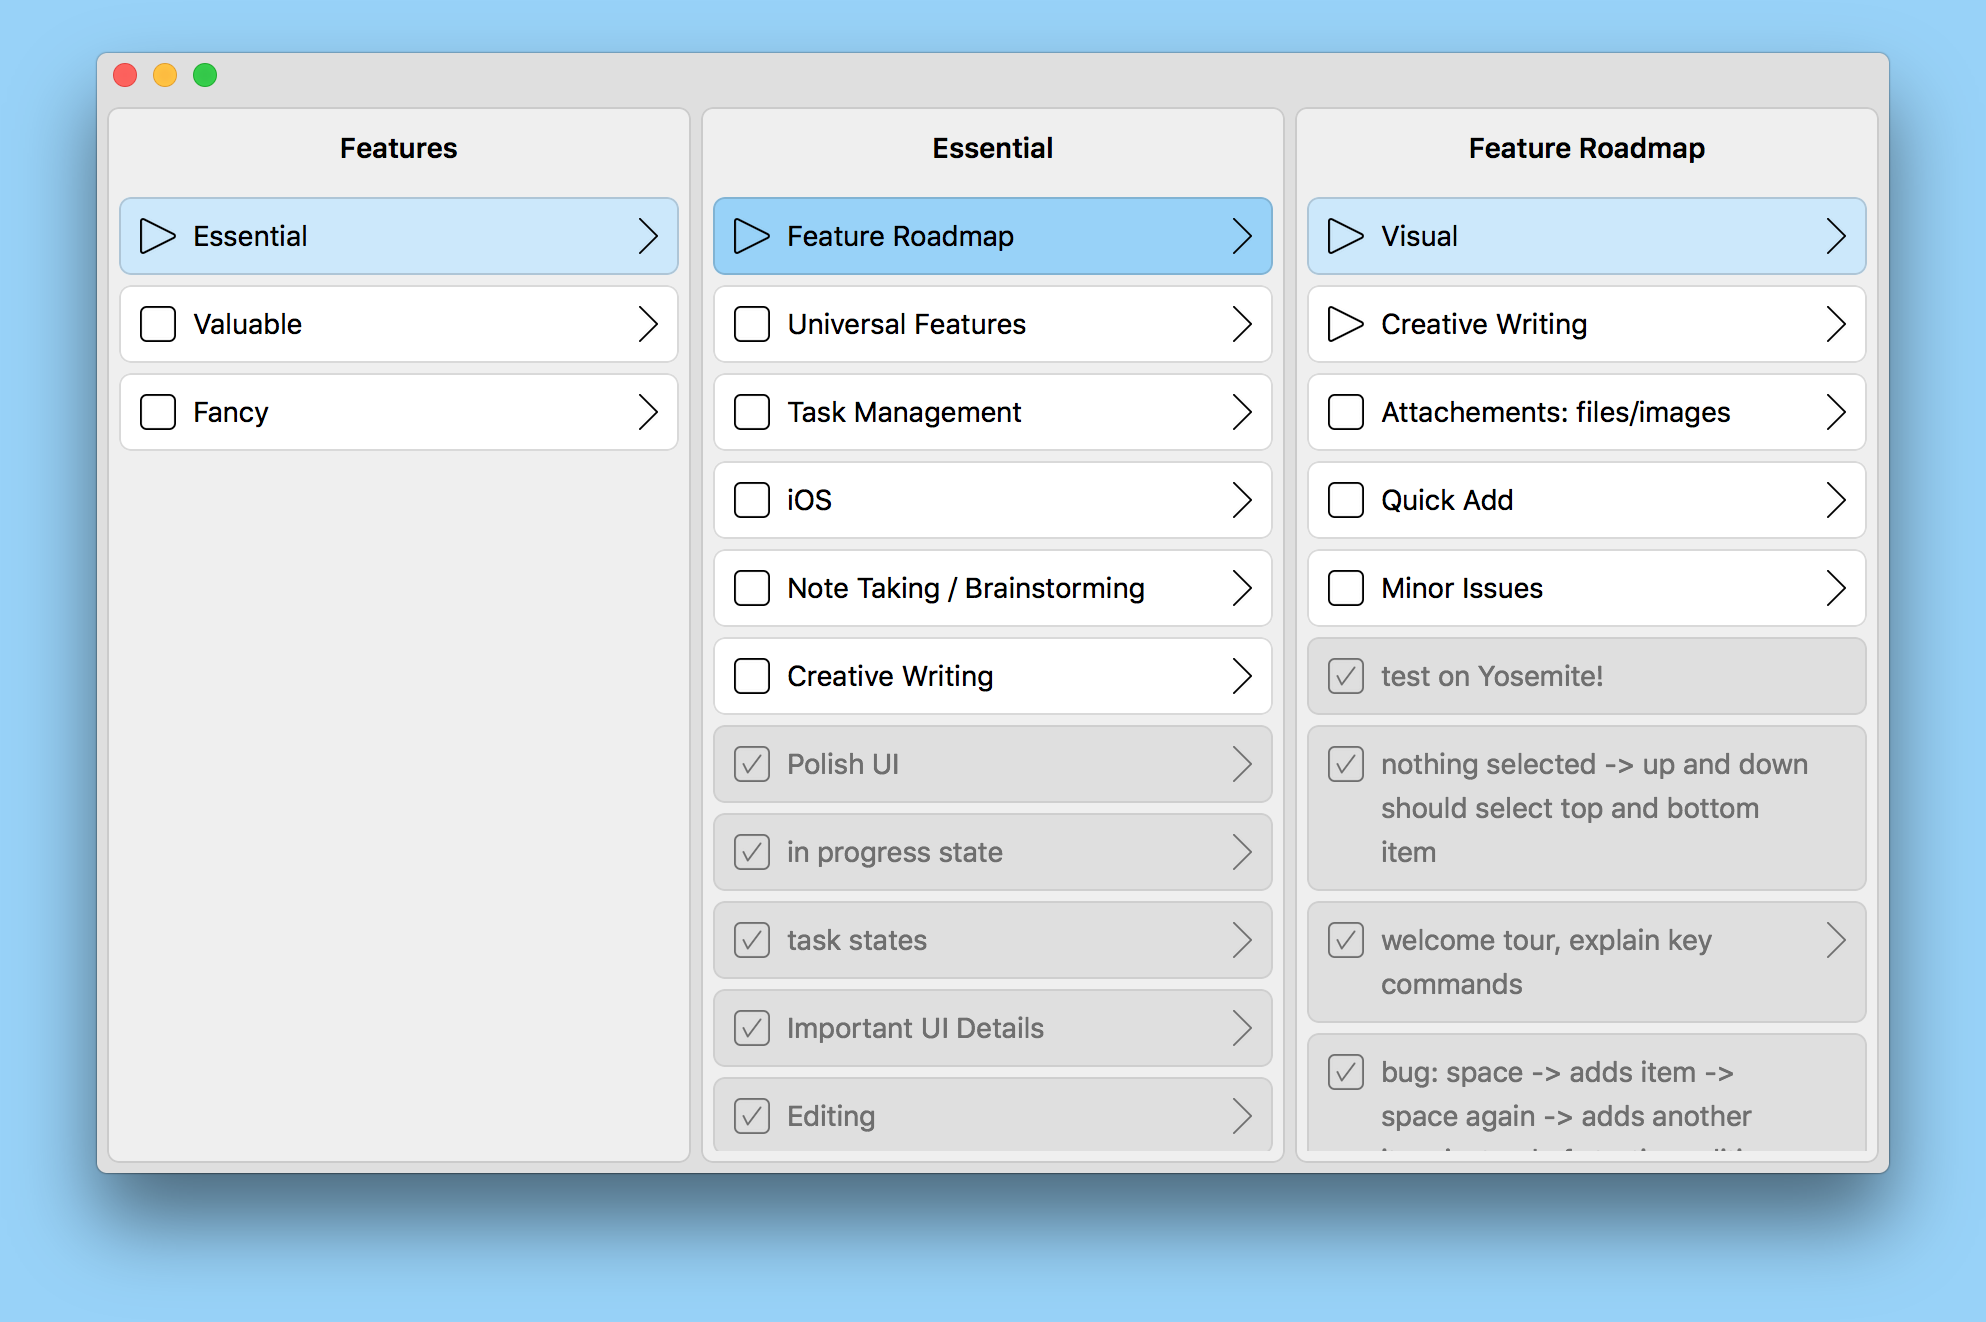 Features
Essential
Valuable
Fancy
Essential
Feature Roadmap
Universal Features
Task Management
iOS
Note Taking / Brainstorming
Creative Writing
Polish UI
in progress state
task states
Important UI Details
Editing
Feature Roadmap
Visual
Creative Writing
Attachements: files/images
Quick Add
Minor Issues
test on Yosemite!
nothing selected -> up and down
should select top and bottom
item
welcome tour, explain key
commands
bug: space -> adds item ->
space again -> adds another